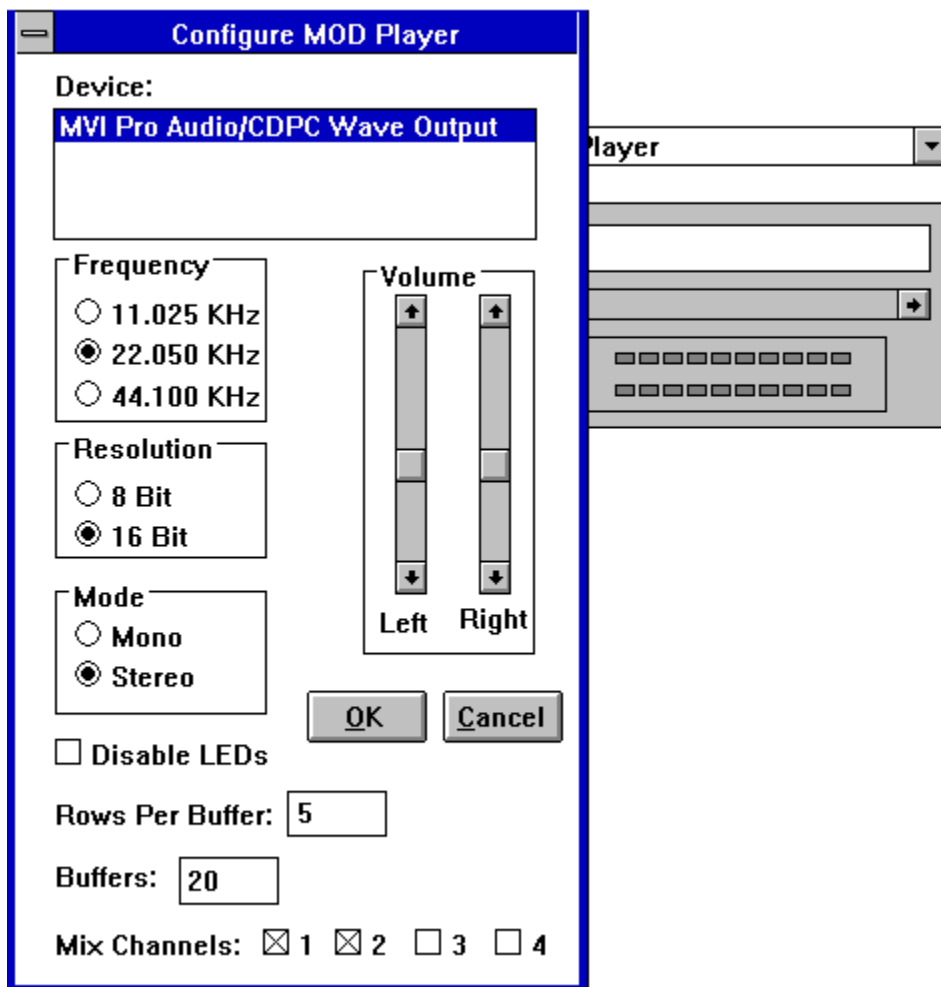 Configure MOD Player
Device:
MVI Pro Audio/CDPC Wave Output
Player
Frequency
11.025 KHz
22.050 KHz
44.100 KHz
Volume
Left Right
Resolution
8 Bit
16 Bit
Mode
Mono
Stereo
OK Cancel
Disable LEDs
Rows Per Buffer: 5
Buffers: 20
Mix Channels: 1 2 3 4